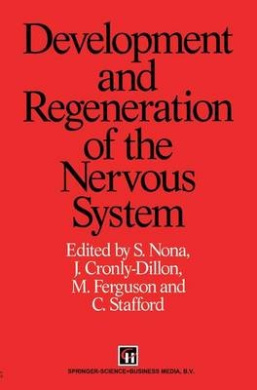 Development
and
Regeneration
of the
Nervous
System
Edited by S. Nona,
J. Cronly-Dillon,
M. Ferguson and
C. Stafford
SPRINGER-SCIENCE+BUSINESS MEDIA, B.V.